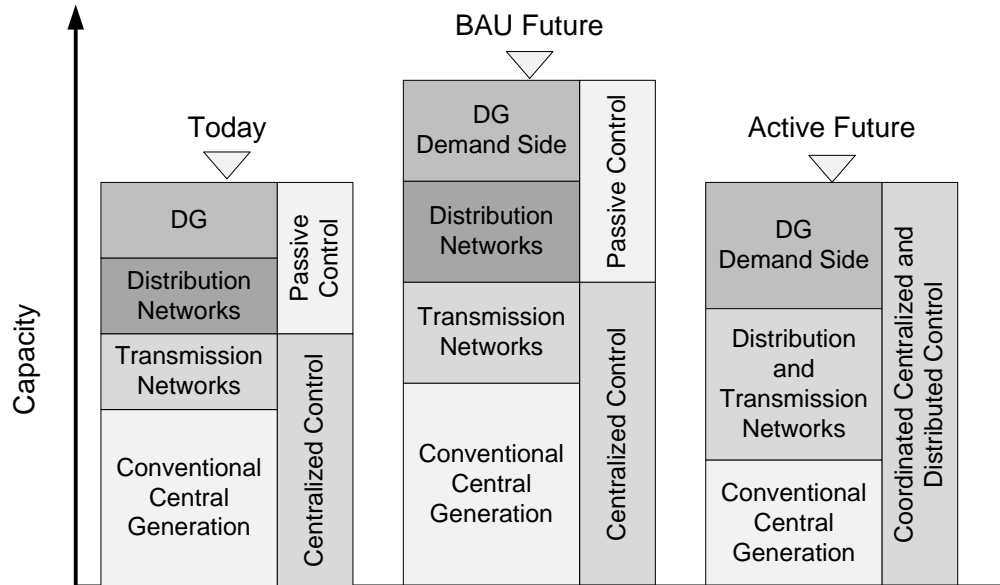 Capacity
Today
DG
Distribution
Networks
Transmission
Networks
Conventional
Central
Generation
Passive
Control
Centralized Control
BAU Future
DG
Demand Side
Distribution
Networks
Transmission
Networks
Conventional
Central
Generation
Passive Control
Centralized Control
Active Future
DG
Demand Side
Distribution
and
Transmission
Networks
Conventional
Central
Generation
Coordinated Centralized and
Distributed Control